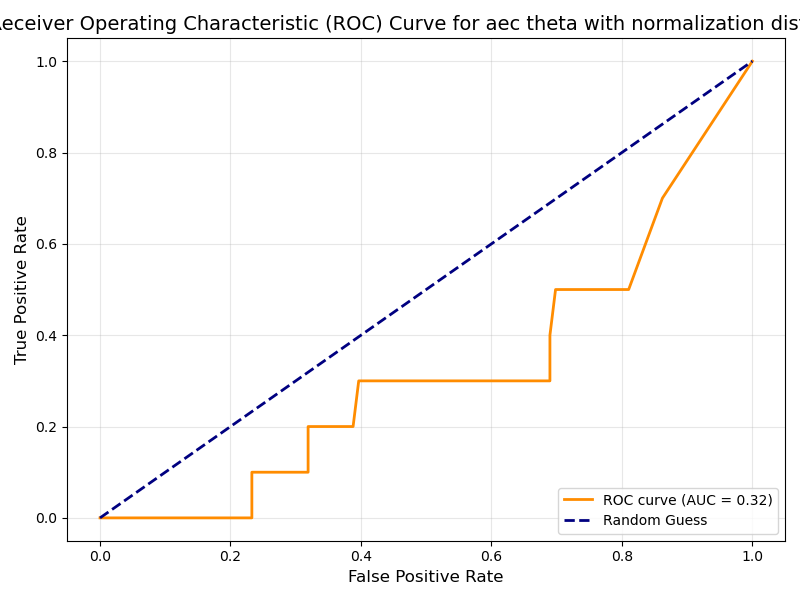 eceiver Operating Characteristic (ROC) Curve for aec theta with normalization dis
True Positive Rate
1.0
0.8
0.6
0.4
0.2
0.0
0.0 0.2 0.4 0.6 0.8 1.0
False Positive Rate
ROC curve (AUC = 0.32)
Random Guess